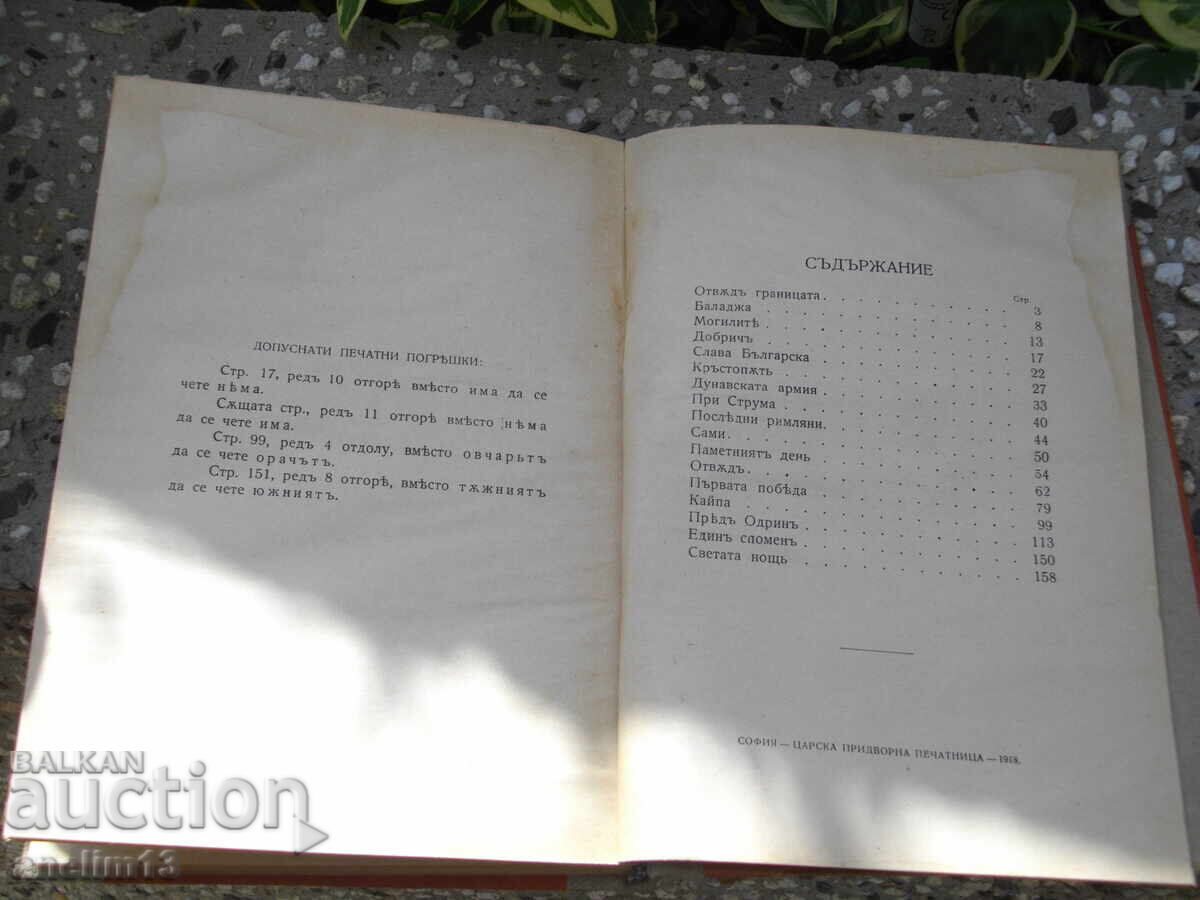 ДОПУСНАТИ ПЕЧАТНИ ПОГРѢШКИ:
Стр. 17, редъ 10 отгорѣ вмѣсто има да се
чете нѣма.
Сѫщата стр., редъ 11 отгорѣ вмѣсто нѣма
да се чете има.
Стр. 99, редъ 4 отдолу, вмѣсто овчарьтъ
да се чете орачътъ.
Стр. 151, редъ 8 отгорѣ, вмѣсто тѫжниятъ
да се чете южниятъ.
СЪДЪРЖАНИЕ
Стр.
Отвѫдъ границата 3
Баладжа 8
Могилитѣ 13
Добричъ 17
Слава Българска 22
Кръстопѫть 27
Дунавската армия 33
При Струма 40
Последни римляни 44
Сами 50
Паметниятъ день 54
Отвѫдъ 62
Първата победа 79
Кайпа 99
Прѣдъ Одринъ 113
Единъ споменъ 150
Светата нощь 158
СОФИЯ — ЦАРСКА ПРИДВОРНА ПЕЧАТНИЦА — 1918.
BALKAN
auction
anelim13